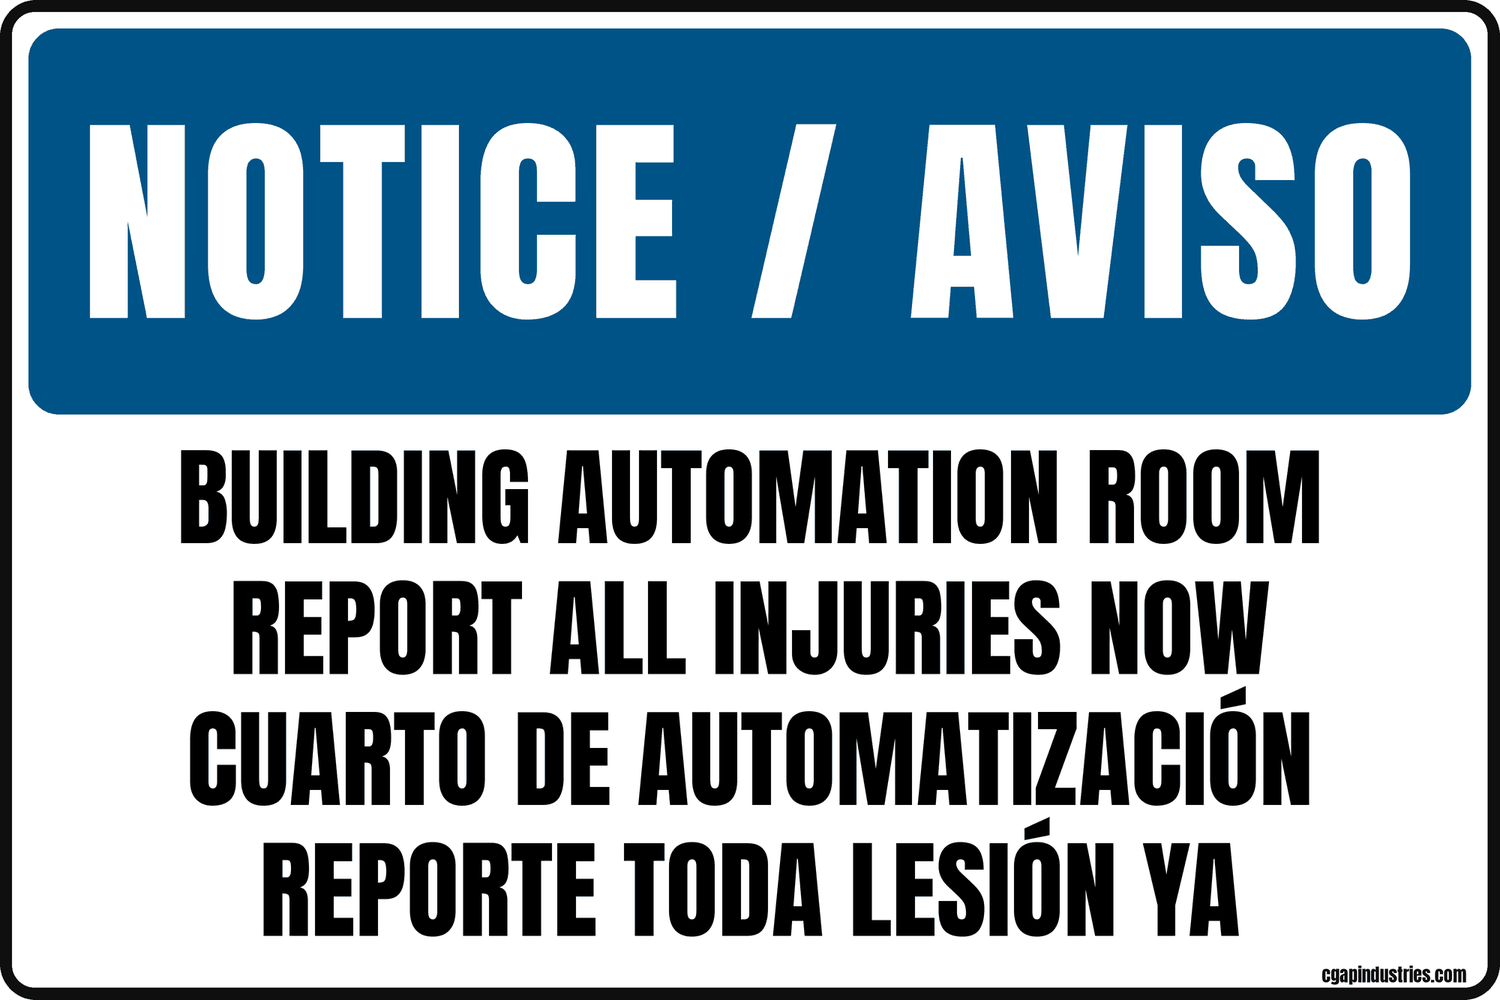 NOTICE / AVISO
BUILDING AUTOMATION ROOM
REPORT ALL INJURIES NOW
CUARTO DE AUTOMATIZACIÓN
REPORTE TODA LESIÓN YA
cgapindustries.com